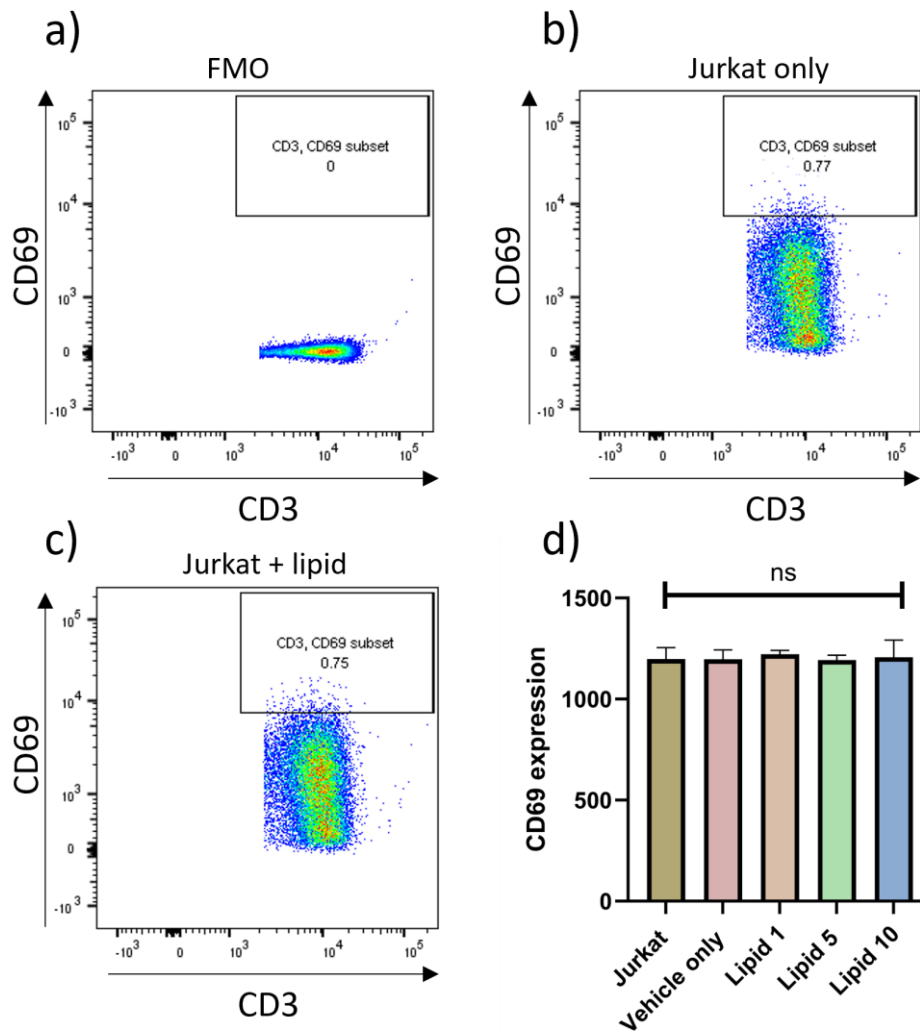 a)
FMO
CD69
10^5
10^4
10^3
0
-10^3
CD3, CD69 subset
0
-10^3
0
10^3
10^4
10^5
CD3
b)
Jurkat only
CD69
10^5
10^4
10^3
0
-10^3
CD3, CD69 subset
0.77
-10^3
0
10^3
10^4
10^5
CD3
c)
Jurkat + lipid
CD69
10^5
10^4
10^3
0
-10^3
CD3, CD69 subset
0.75
-10^3
0
10^3
10^4
10^5
CD3
d)
ns
CD69 expression
1500
1000
500
0
Jurkat
Vehicle only
Lipid 1
Lipid 5
Lipid 10